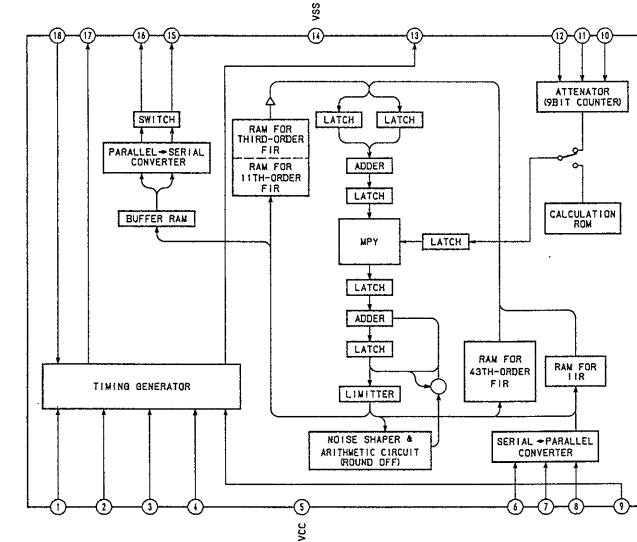 VSS
18
17
16
15
14
13
12
11
10
ATTENATOR
(9BIT COUNTER)
SWITCH
LATCH
LATCH
RAM FOR
THIRD-ORDER
FIR
RAM FOR
11TH-ORDER
FIR
PARALLEL→SERIAL
CONVERTER
ADDER
LATCH
BUFFER RAM
CALCULATION
ROM
MPY
LATCH
LATCH
ADDER
LATCH
RAM FOR
43TH-ORDER
FIR
RAM FOR
IIR
TIMING GENERATOR
LIMITTER
NOISE SHAPER &
ARITHMETIC CIRCUIT
(ROUND OFF)
SERIAL→PARALLEL
CONVERTER
1
2
3
4
5
6
7
8
9
VCC